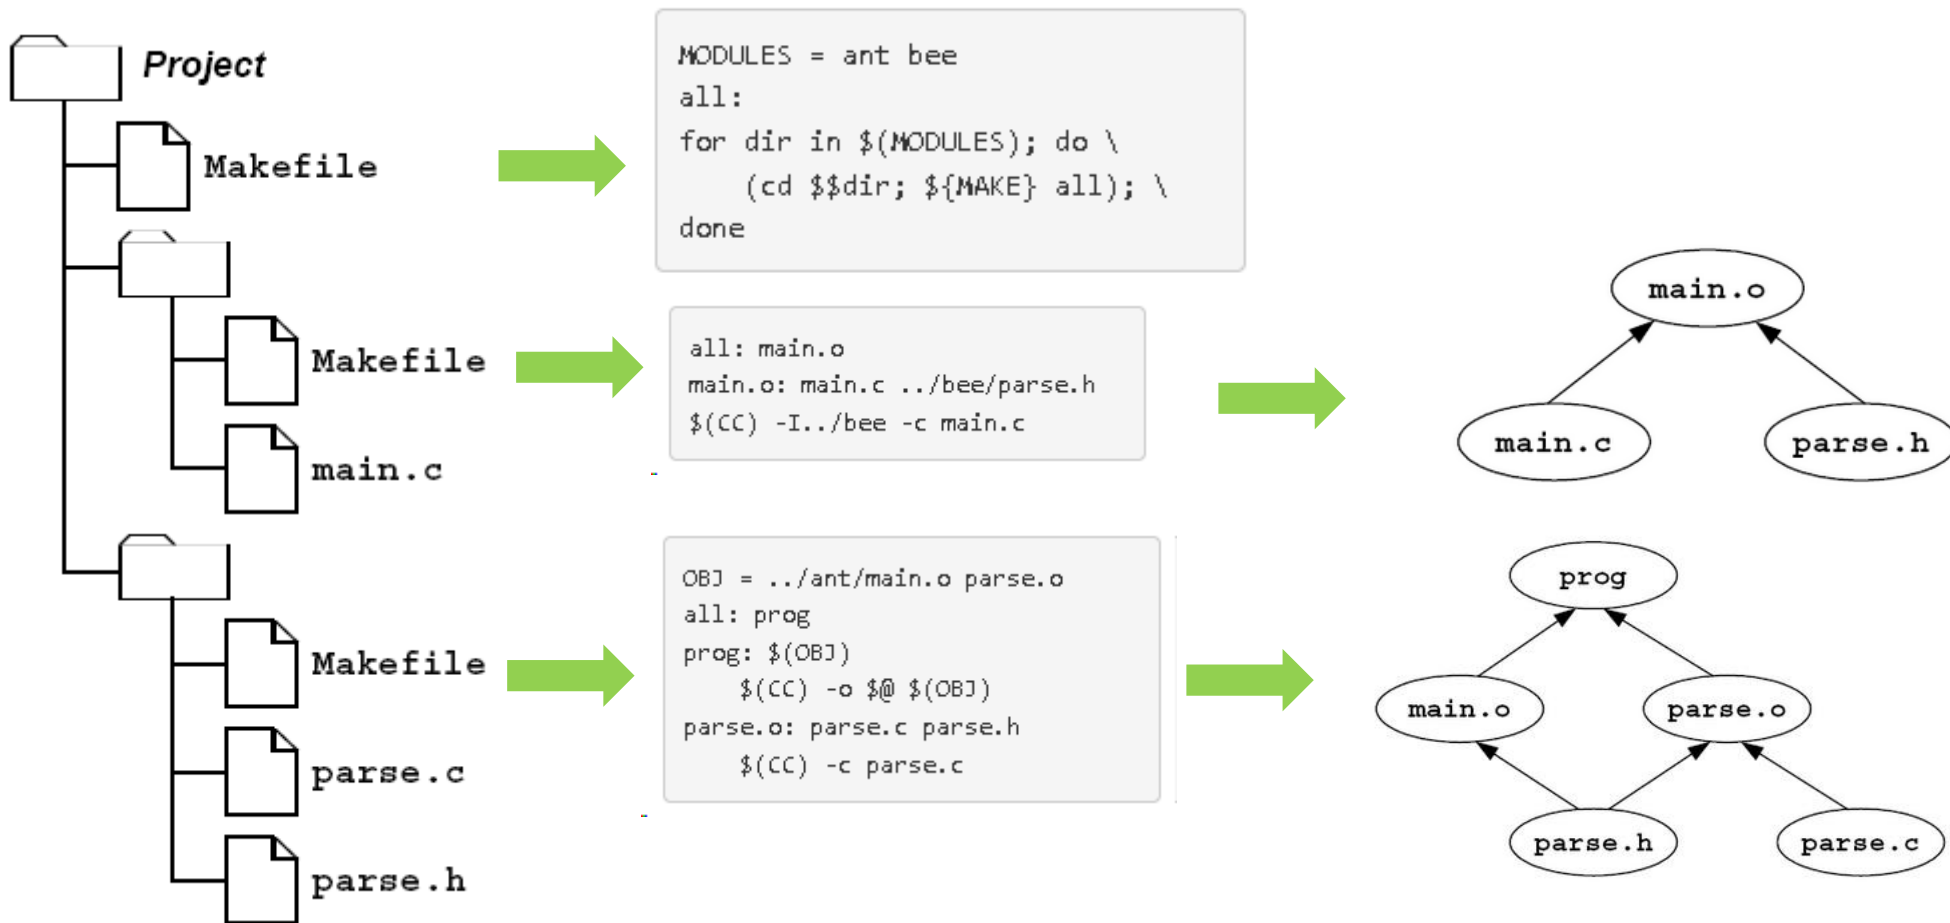 Project
Makefile
MODULES = ant bee
all:
for dir in $(MODULES); do \
(cd $$dir; ${MAKE} all); \
done
Makefile
main.c
all: main.o
main.o: main.c ../bee/parse.h
$(CC) -I../bee -c main.c
main.o
main.c
parse.h
Makefile
parse.c
parse.h
OBJ = ../ant/main.o parse.o
all: prog
prog: $(OBJ)
$(CC) -o $@ $(OBJ)
parse.o: parse.c parse.h
$(CC) -c parse.c
prog
main.o
parse.o
parse.h
parse.c